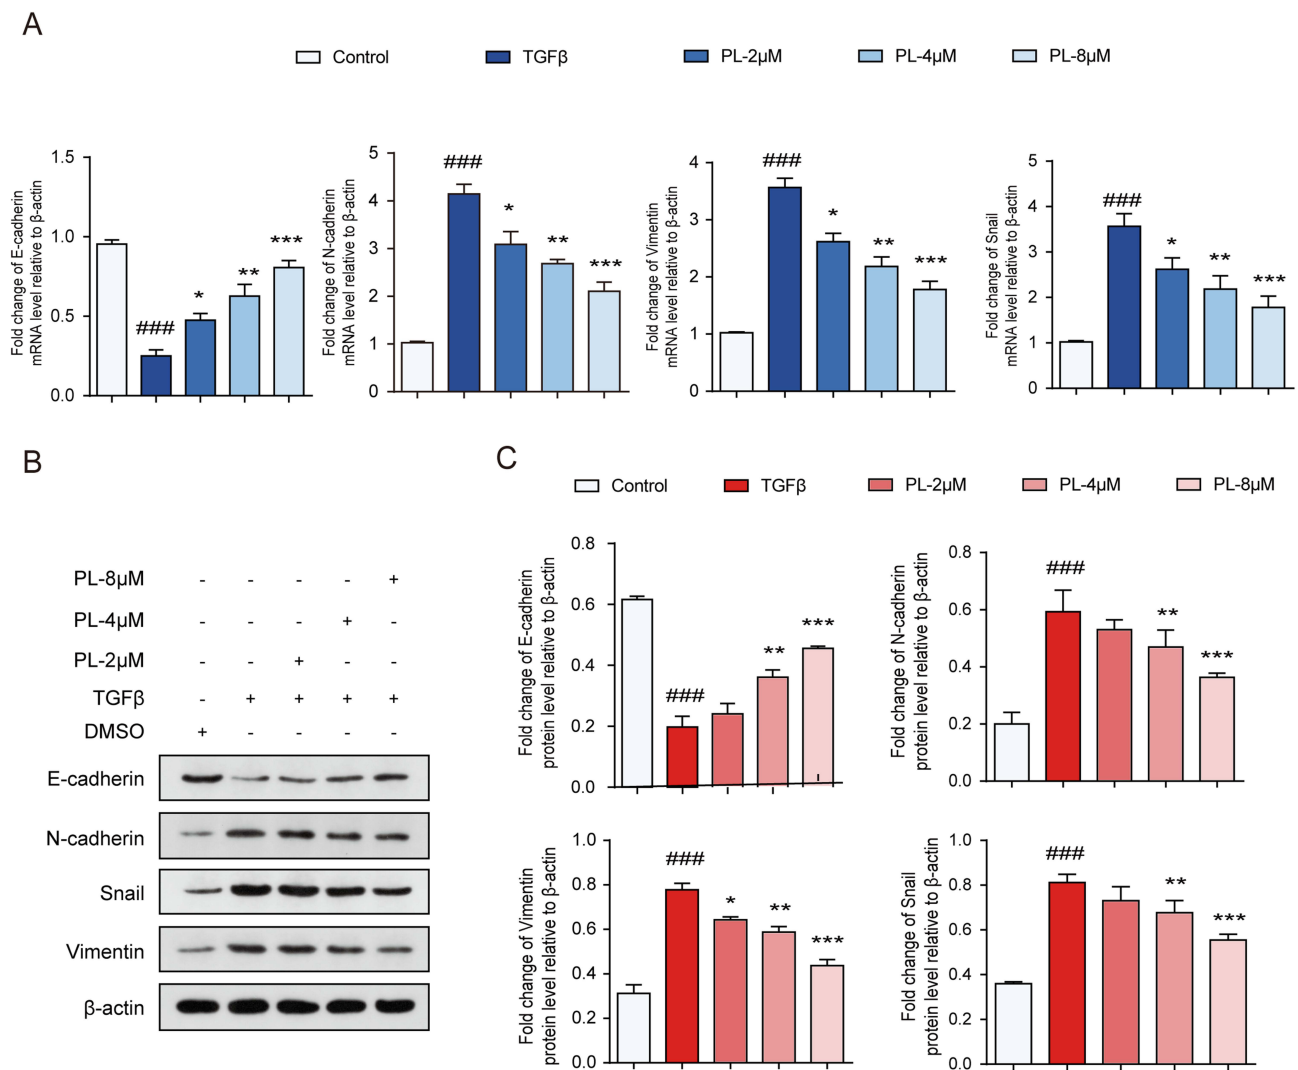 A
Control TGFβ PL-2μM PL-4μM PL-8μM
Fold change of E-cadherin
mRNA level relative to β-actin
1.5
1.0
0.5
0.0
### * ** ***
Fold change of N-cadherin
mRNA level relative to β-actin
5
4
3
2
1
0
### * ** ***
Fold change of Vimentin
mRNA level relative to β-actin
4
3
2
1
0
### * ** ***
Fold change of Snail
mRNA level relative to β-actin
5
4
3
2
1
0
### * ** ***
B
PL-8μM - - - - +
PL-4μM - - - + -
PL-2μM - - + - -
TGFβ - + + + +
DMSO + - - - -
E-cadherin
N-cadherin
Snail
Vimentin
β-actin
C
Control TGFβ PL-2μM PL-4μM PL-8μM
Fold change of E-cadherin
protein level relative to β-actin
0.8
0.6
0.4
0.2
0.0
### ** ***
Fold change of N-cadherin
protein level relative to β-actin
0.8
0.6
0.4
0.2
0.0
### ** ***
Fold change of Vimentin
protein level relative to β-actin
1.0
0.8
0.6
0.4
0.2
0.0
### * ** ***
Fold change of Snail
protein level relative to β-actin
1.0
0.8
0.6
0.4
0.2
0.0
### ** ***